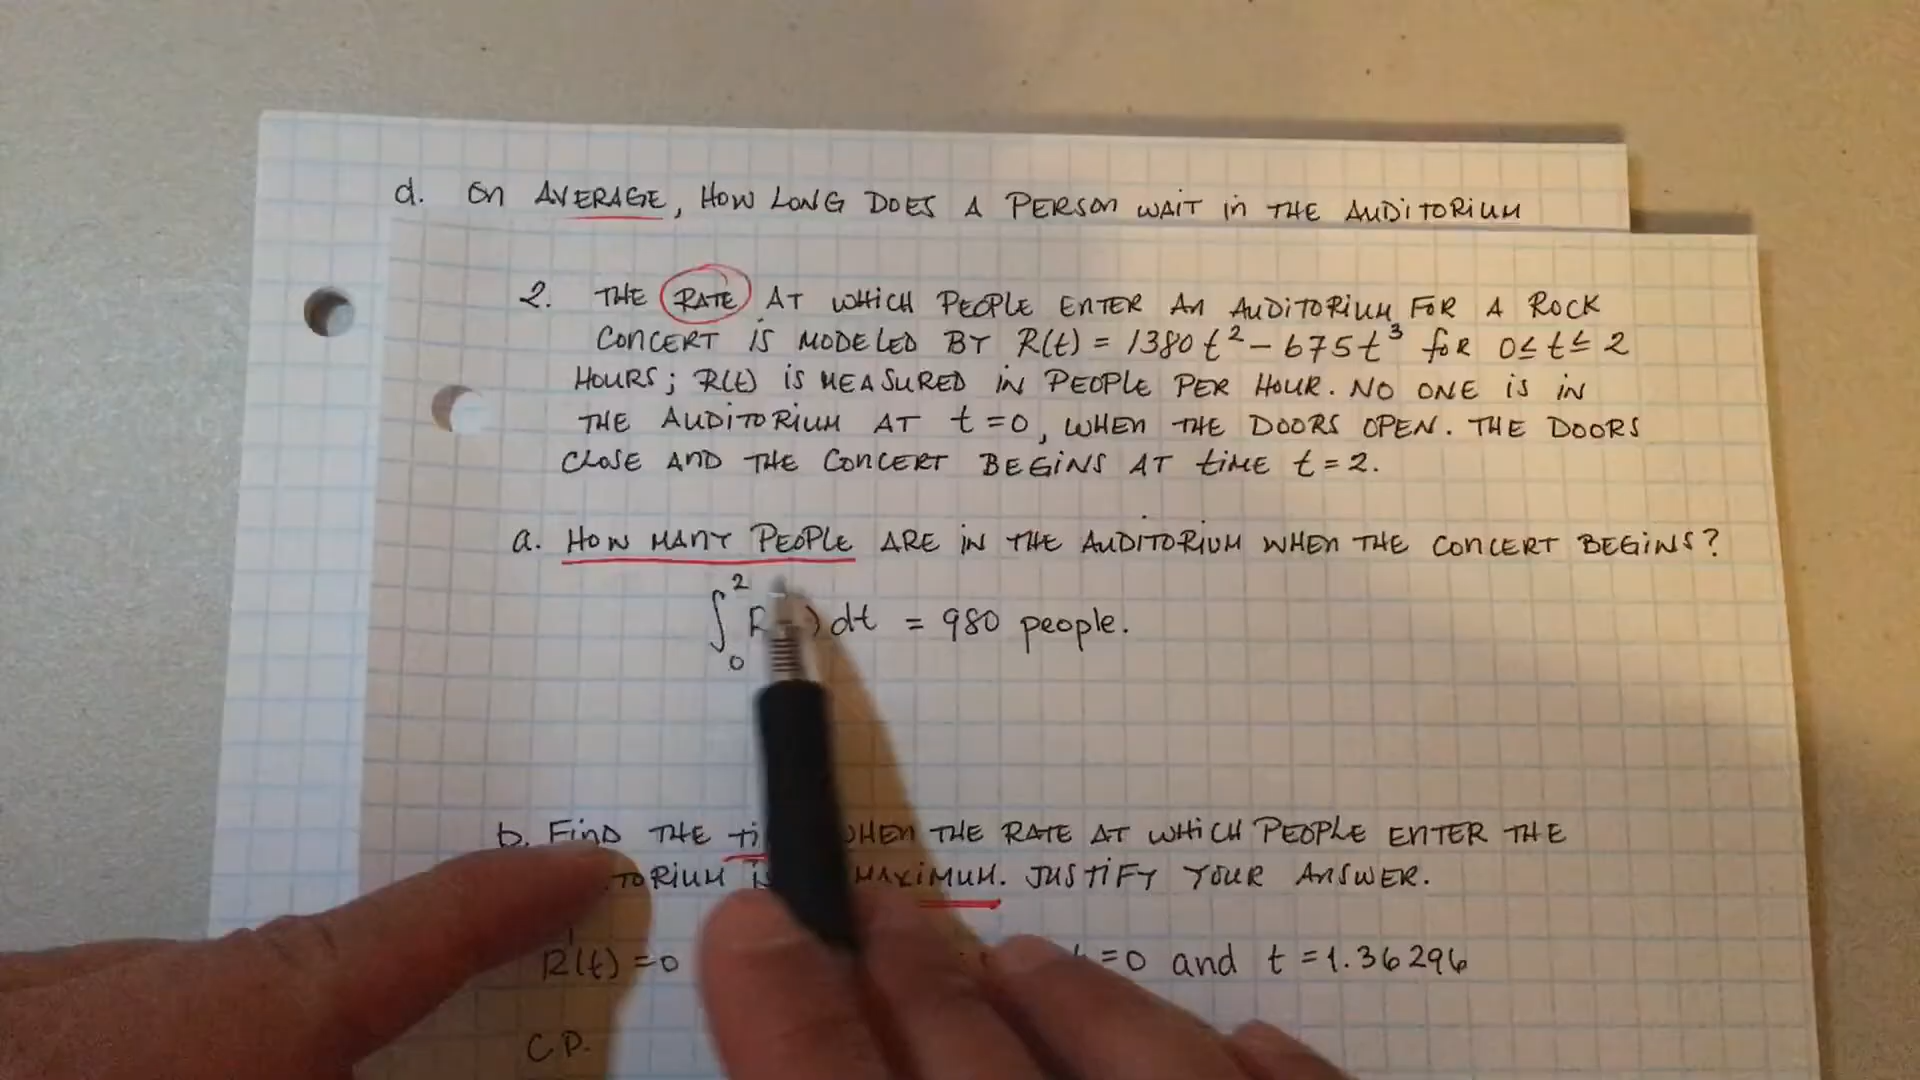 d. On AVERAGE, HOW LONG DOES A PERSON WAIT IN THE AUDITORIUM
2. THE RATE AT WHICH PEOPLE ENTER AN AUDITORIUM FOR A ROCK
CONCERT IS MODELED BY R(t) = 1380t² - 675t³ for 0 ≤ t ≤ 2
HOURS; R(t) IS MEASURED IN PEOPLE PER HOUR. NO ONE IS IN
THE AUDITORIUM AT t=0, WHEN THE DOORS OPEN. THE DOORS
CLOSE AND THE CONCERT BEGINS AT TIME t=2.
a. HOW MANY PEOPLE ARE IN THE AUDITORIUM WHEN THE CONCERT BEGINS?
∫₀² dt = 980 people.
b. Find THE WHEN THE RATE AT WHICH PEOPLE ENTER THE
MAXIMUM. JUSTIFY YOUR ANSWER.
R'(t) = 0 t=0 and t=1.36296
C.P.